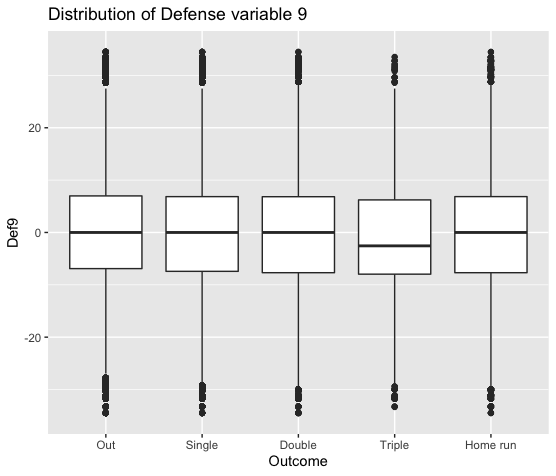 Distribution of Defense variable 9
Def9
20
0
-20
Out Single Double Triple Home run
Outcome